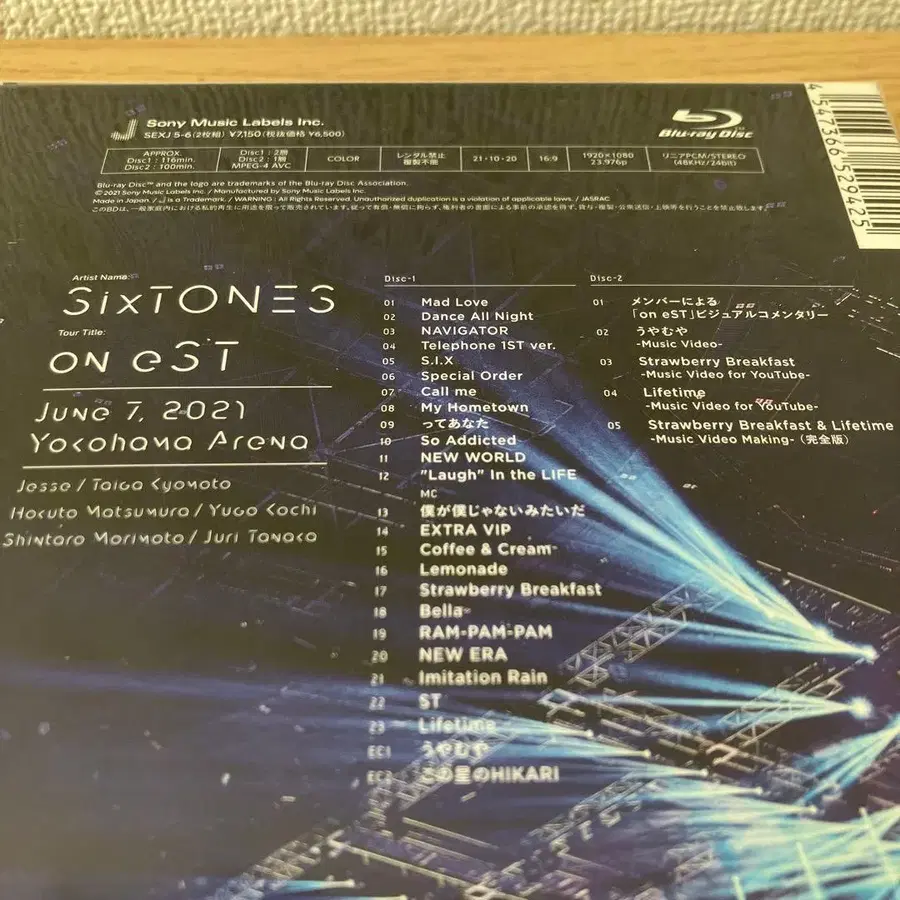 Sony Music Labels Inc.
SEXJ 5-6 (2枚組) ¥7,150(税抜価格 ¥6,500)
Blu-ray Disc
APPROX.
Disc1 : 116min.
Disc2 : 100min.
Disc1 : 2層
Disc2 : 1層
MPEG-4 AVC
COLOR
レンタル禁止
複製不能
21・10・20
16:9
1920×1080
23.976p
リニアPCM/STEREO
(48KHz/24bit)
4 547366 529425
Blu-ray Disc™ and the logo are trademarks of the Blu-ray Disc Association.
Ⓒ2021 Sony Music Labels Inc. / Manufactured by Sony Music Labels Inc.
Made in Japan. / is a Trademark. / WARNING : All Rights Reserved. Unauthorized duplication is a violation of applicable laws. / JASRAC
Artist Name:
SixTONES
Tour Title:
on eST
June 7, 2021
Yokohama Arena
Jesse / Taiga Kyomoto
Hokuto Matsumura / Yugo Kochi
Shintaro Morimoto / Juri Tanaka
Disc-1
01 Mad Love
02 Dance All Night
03 NAVIGATOR
04 Telephone 1ST ver.
05 S.I.X
06 Special Order
07 Call me
08 My Hometown
09 ってあなた
10 So Addicted
11 NEW WORLD
12 "Laugh" In the LIFE
MC
13 僕が僕じゃないみたいだ
14 EXTRA VIP
15 Coffee & Cream
16 Lemonade
17 Strawberry Breakfast
18 Bella
19 RAM-PAM-PAM
20 NEW ERA
21 Imitation Rain
22 ST
23 Lifetime
EC1 うやむや
EC2 この星のHIKARI
Disc-2
01 メンバーによる
「on eST」ビジュアルコメンタリー
02 うやむや
-Music Video-
03 Strawberry Breakfast
-Music Video for YouTube-
04 Lifetime
-Music Video for YouTube-
05 Strawberry Breakfast & Lifetime
-Music Video Making- (完全版)